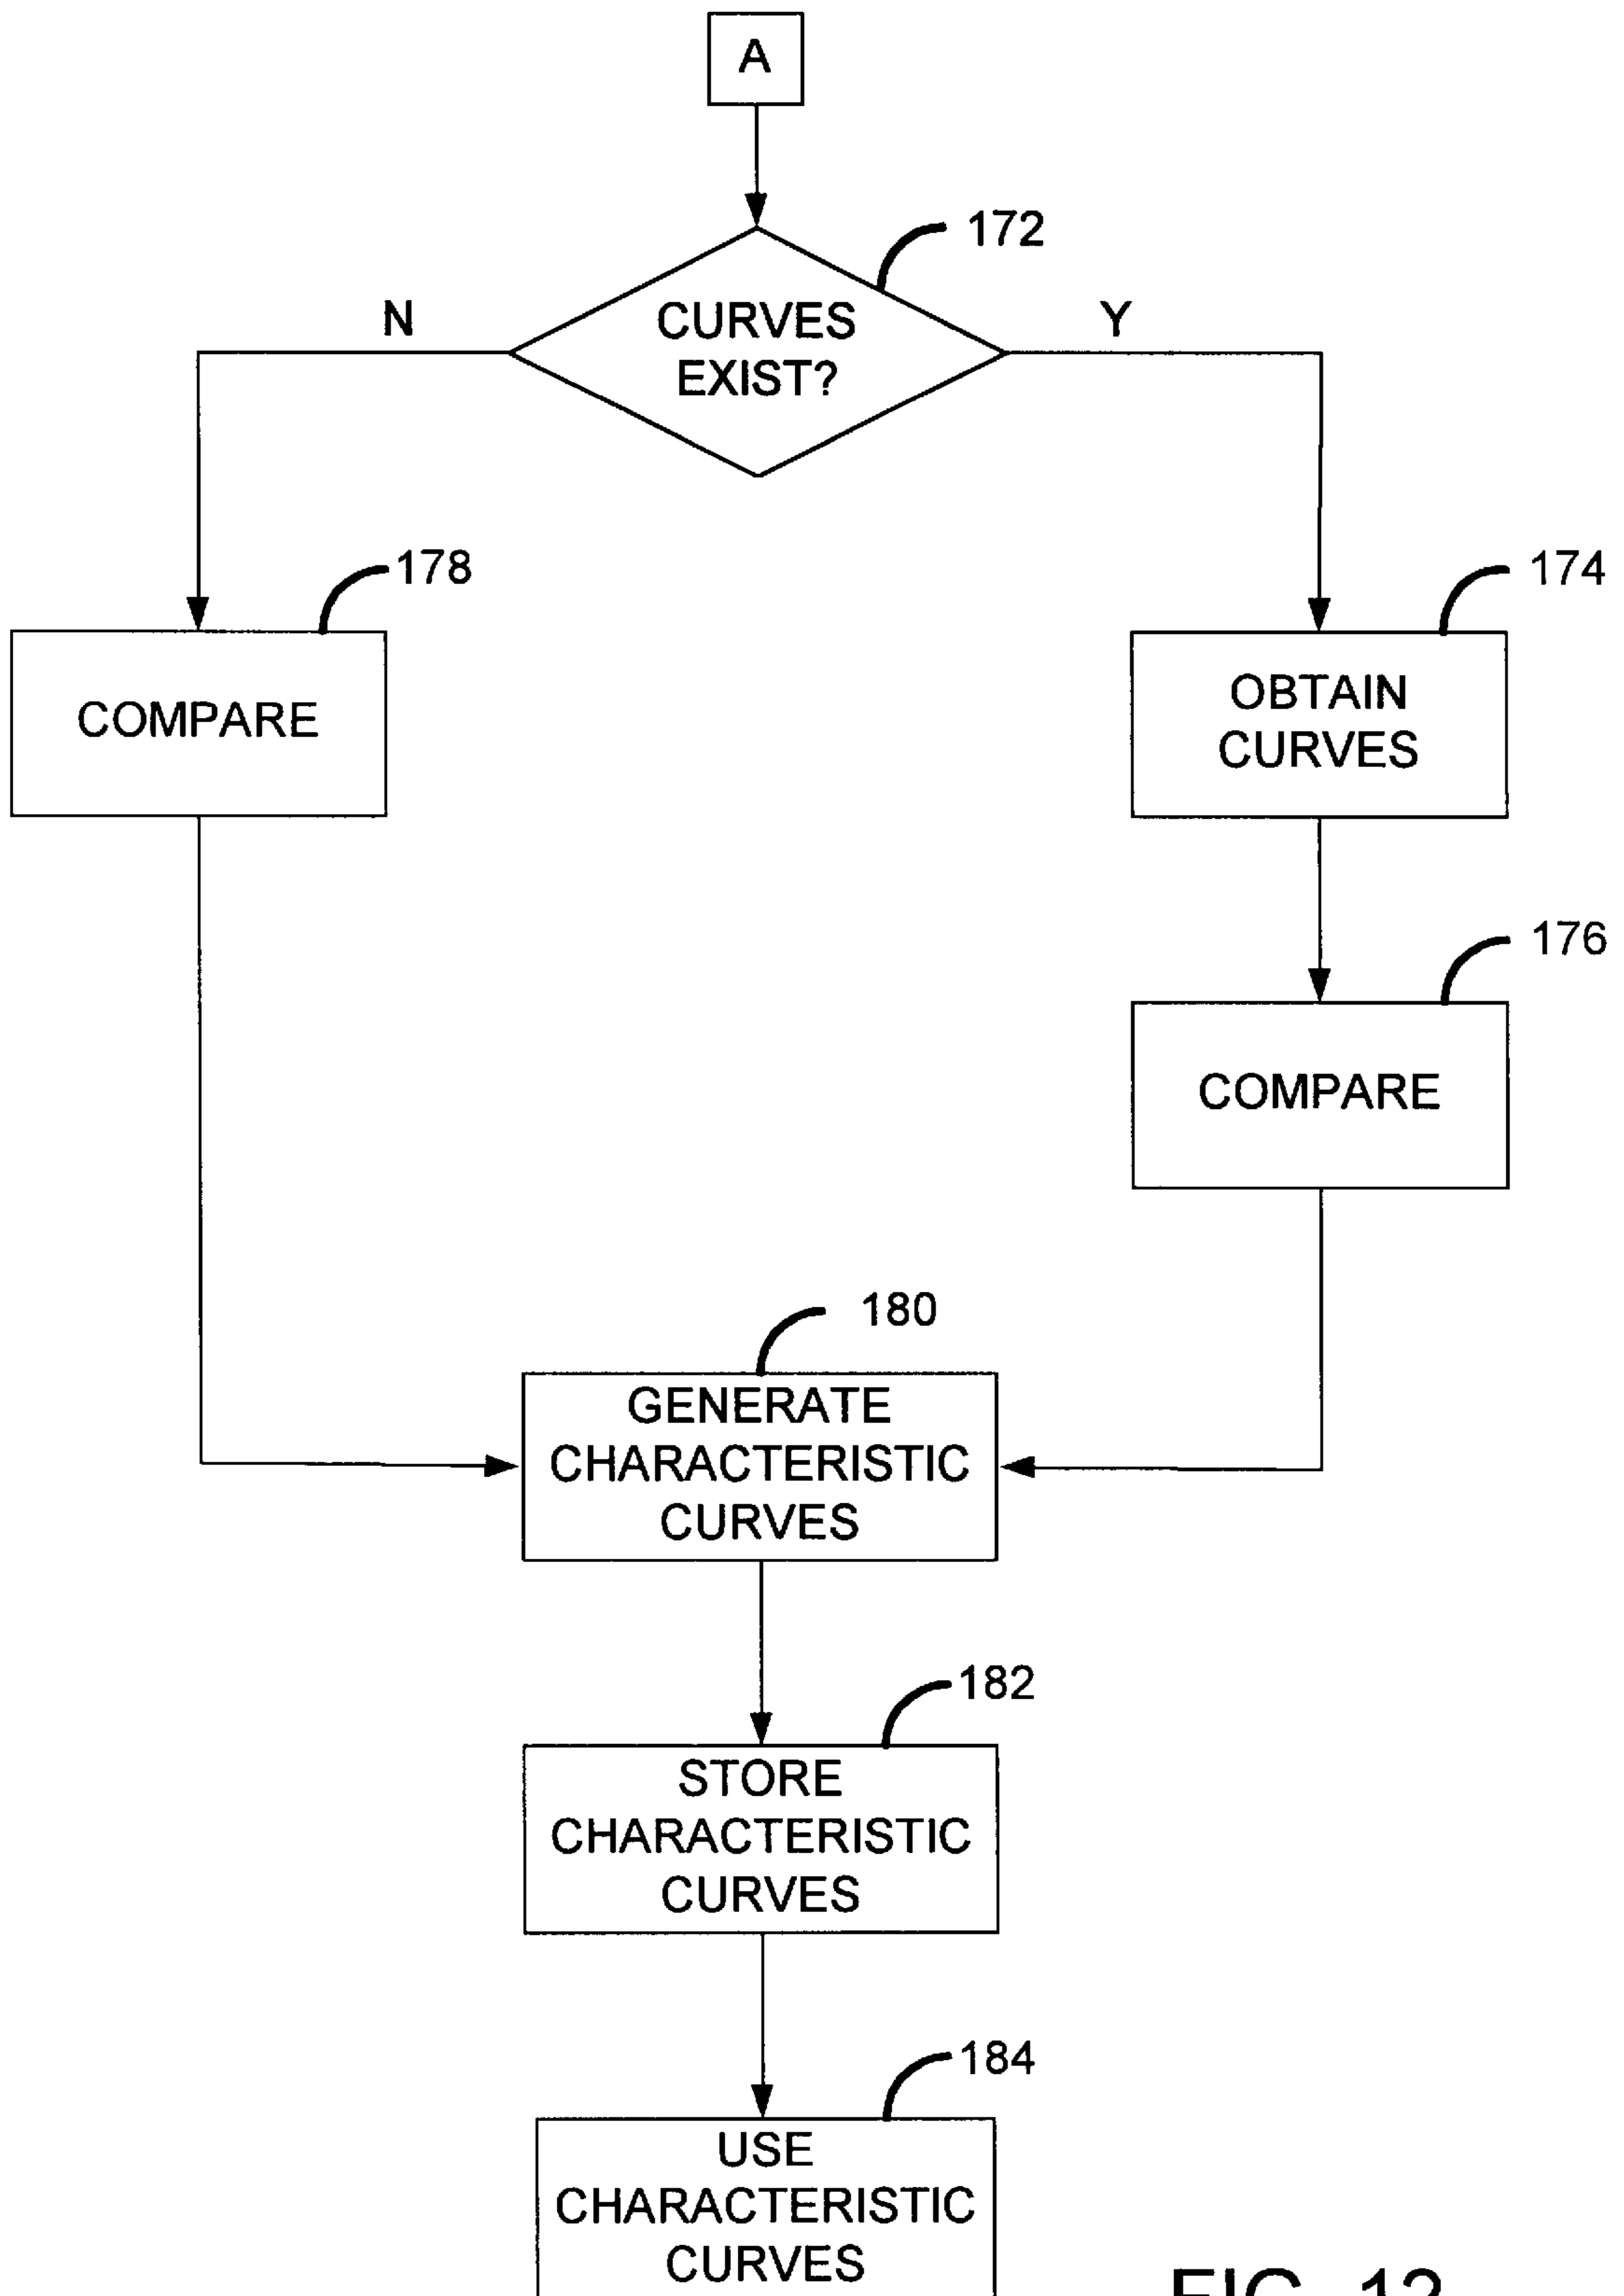 A
172
N
CURVES
EXIST?
Y
178
COMPARE
174
OBTAIN
CURVES
176
COMPARE
180
GENERATE
CHARACTERISTIC
CURVES
182
STORE
CHARACTERISTIC
CURVES
184
USE
CHARACTERISTIC
CURVES